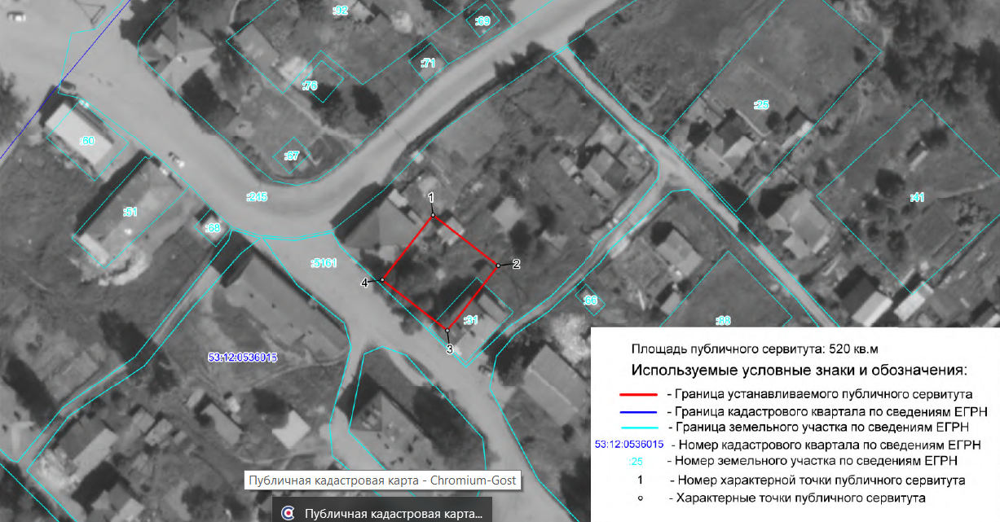 :92
:69
:71
:76
:25
:60
:67
:245
:41
:51
:68
1
:5161
2
4
:66
:31
:88
3
53:12:0536015
Площадь публичного сервитута: 520 кв.м
Используемые условные знаки и обозначения:
- Граница устанавливаемого публичного сервитута
- Граница кадастрового квартала по сведениям ЕГРН
- Граница земельного участка по сведениям ЕГРН
53:12:0536015 - Номер кадастрового квартала по сведениям ЕГРН
:25 - Номер земельного участка по сведениям ЕГРН
1 - Номер характерной точки публичного сервитута
- Характерные точки публичного сервитута
Публичная кадастровая карта - Chromium-Gost
Публичная кадастровая карта...